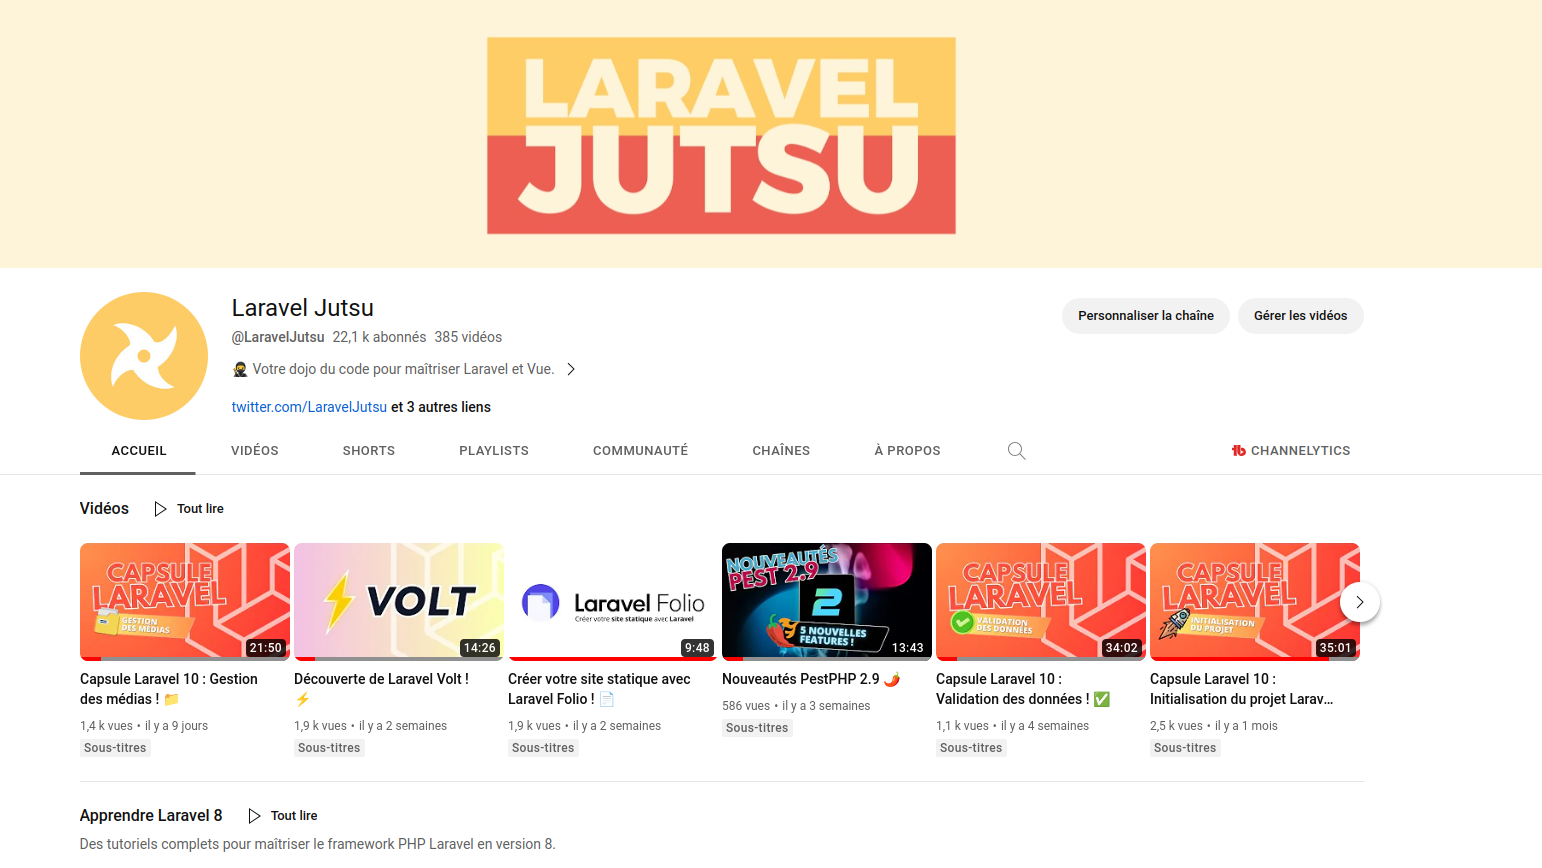 LARAVEL
JUTSU
Laravel Jutsu
@LaravelJutsu 22,1 k abonnés 385 vidéos
Votre dojo du code pour maîtriser Laravel et Vue.
twitter.com/LaravelJutsu et 3 autres liens
Personnaliser la chaîne
Gérer les vidéos
ACCUEIL VIDÉOS SHORTS PLAYLISTS COMMUNAUTÉ CHAÎNES À PROPOS CHANNELYTICS
Vidéos Tout lire
CAPSULE
LARAVEL
GESTION
DES MÉDIAS
21:50
Capsule Laravel 10 : Gestion
des médias !
1,4 k vues • il y a 9 jours
Sous-titres
VOLT
14:26
Découverte de Laravel Volt !
1,9 k vues • il y a 2 semaines
Sous-titres
Laravel Folio
Créer votre site statique avec Laravel
9:48
Créer votre site statique avec
Laravel Folio !
1,9 k vues • il y a 2 semaines
Sous-titres
NOUVEAUTÉS
PEST 2.9
2
5 NOUVELLES
FEATURES !
13:43
Nouveautés PestPHP 2.9
586 vues • il y a 3 semaines
Sous-titres
CAPSULE
LARAVEL
VALIDATION
DES DONNÉES
34:02
Capsule Laravel 10 :
Validation des données !
1,1 k vues • il y a 4 semaines
Sous-titres
CAPSULE
LARAVEL
INITIALISATION
DU PROJET
35:01
Capsule Laravel 10 :
Initialisation du projet Larav…
2,5 k vues • il y a 1 mois
Sous-titres
Apprendre Laravel 8 Tout lire
Des tutoriels complets pour maîtriser le framework PHP Laravel en version 8.